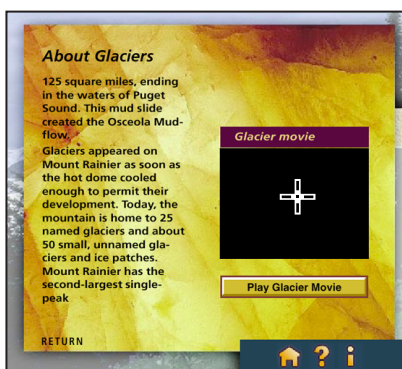 About Glaciers
125 square miles, ending
in the waters of Puget
Sound. This mud slide
created the Osceola Mud-
flow.
Glaciers appeared on
Mount Rainier as soon as
the hot dome cooled
enough to permit their
development. Today, the
mountain is home to 25
named glaciers and about
50 small, unnamed gla-
ciers and ice patches.
Mount Rainier has the
second-largest single-
peak
Glacier movie
Play Glacier Movie
RETURN
? i